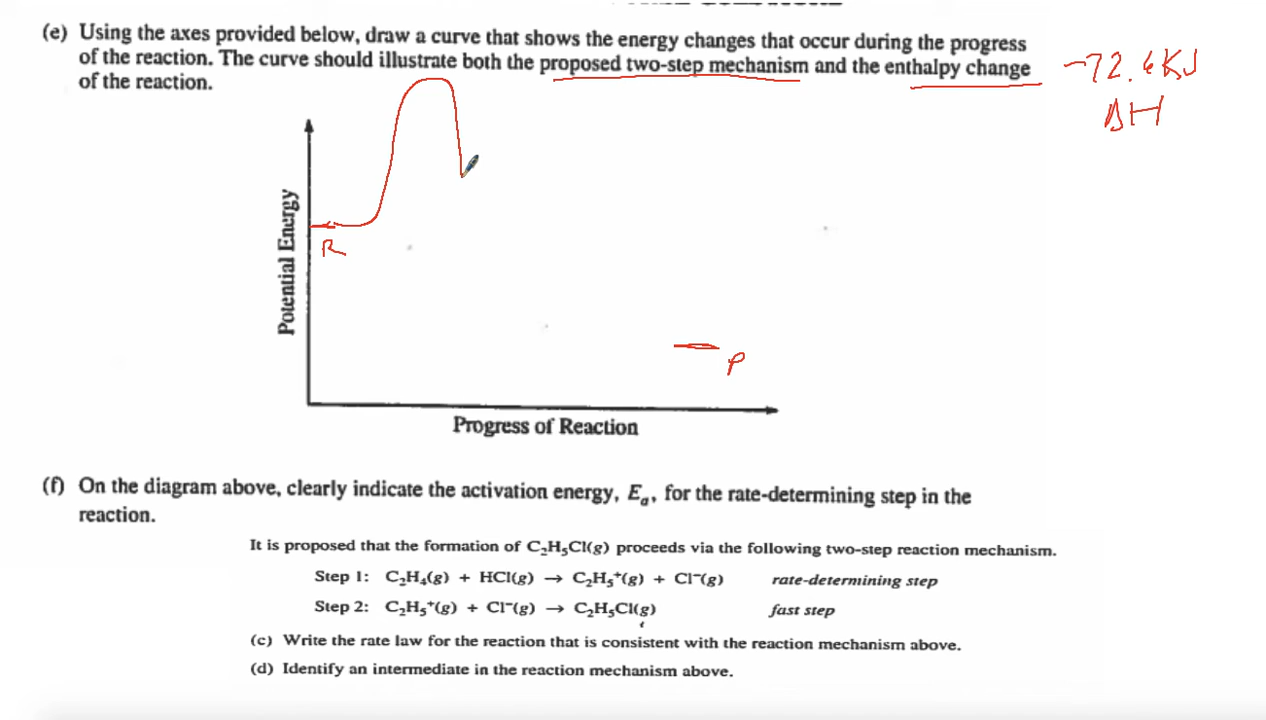 (e) Using the axes provided below, draw a curve that shows the energy changes that occur during the progress
of the reaction. The curve should illustrate both the proposed two-step mechanism and the enthalpy change
of the reaction.
-72.6KJ
ΔH
Potential Energy
R
P
Progress of Reaction
(f) On the diagram above, clearly indicate the activation energy, Eₐ, for the rate-determining step in the
reaction.
It is proposed that the formation of C₂H₅Cl(g) proceeds via the following two-step reaction mechanism.
Step 1: C₂H₄(g) + HCl(g) → C₂H₅⁺(g) + Cl⁻(g) rate-determining step
Step 2: C₂H₅⁺(g) + Cl⁻(g) → C₂H₅Cl(g) fast step
(c) Write the rate law for the reaction that is consistent with the reaction mechanism above.
(d) Identify an intermediate in the reaction mechanism above.